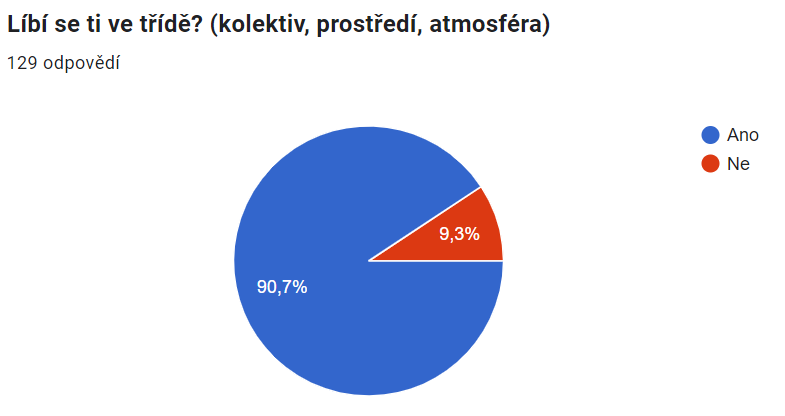 Líbí se ti ve třídě? (kolektiv, prostředí, atmosféra)
129 odpovědí
Ano
Ne
9,3%
90,7%